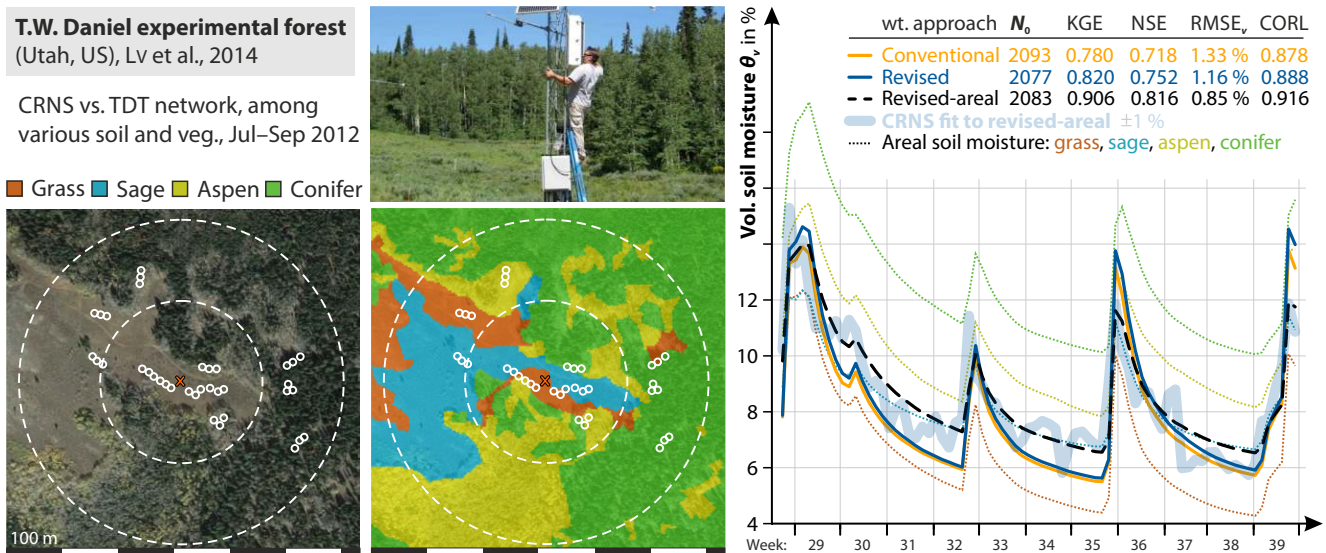 T.W. Daniel experimental forest
(Utah, US), Lv et al., 2014
CRNS vs. TDT network, among
various soil and veg., Jul–Sep 2012
Grass Sage Aspen Conifer
100 m
Vol. soil moisture θv in %
wt. approach N0 KGE NSE RMSEv CORL
Conventional 2093 0.780 0.718 1.33 % 0.878
Revised 2077 0.820 0.752 1.16 % 0.888
Revised-areal 2083 0.906 0.816 0.85 % 0.916
CRNS fit to revised-areal ±1 %
Areal soil moisture: grass, sage, aspen, conifer
12
10
8
6
4
Week: 29 30 31 32 33 34 35 36 37 38 39